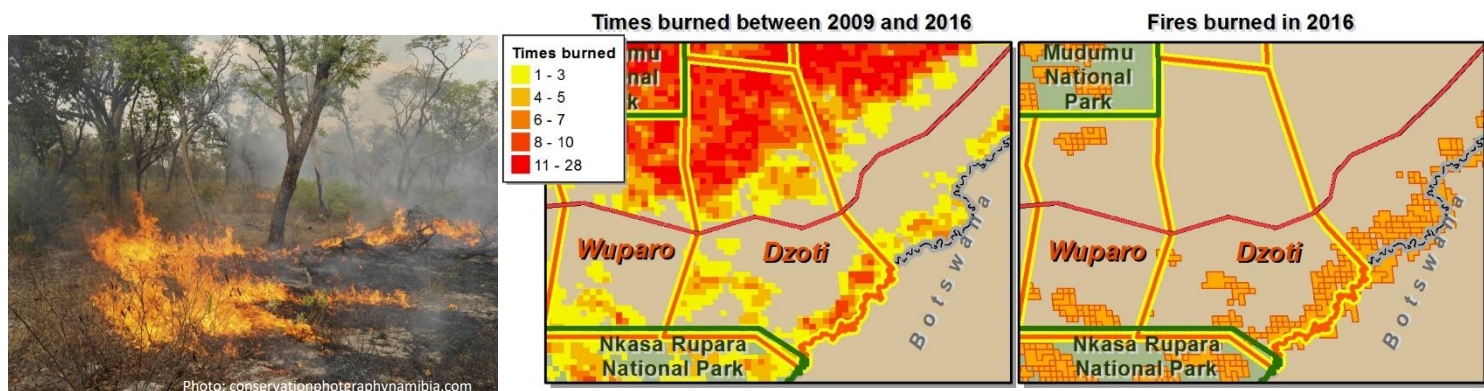 Photo: conservationphotgraphynamibia.com
Times burned between 2009 and 2016
Times burned
1 - 3
4 - 5
6 - 7
8 - 10
11 - 28
Wuparo
Dzoti
Botswana
Nkasa Rupara
National Park
Fires burned in 2016
Mudumu
National
Park
Wuparo
Dzoti
Botswana
Nkasa Rupara
National Park